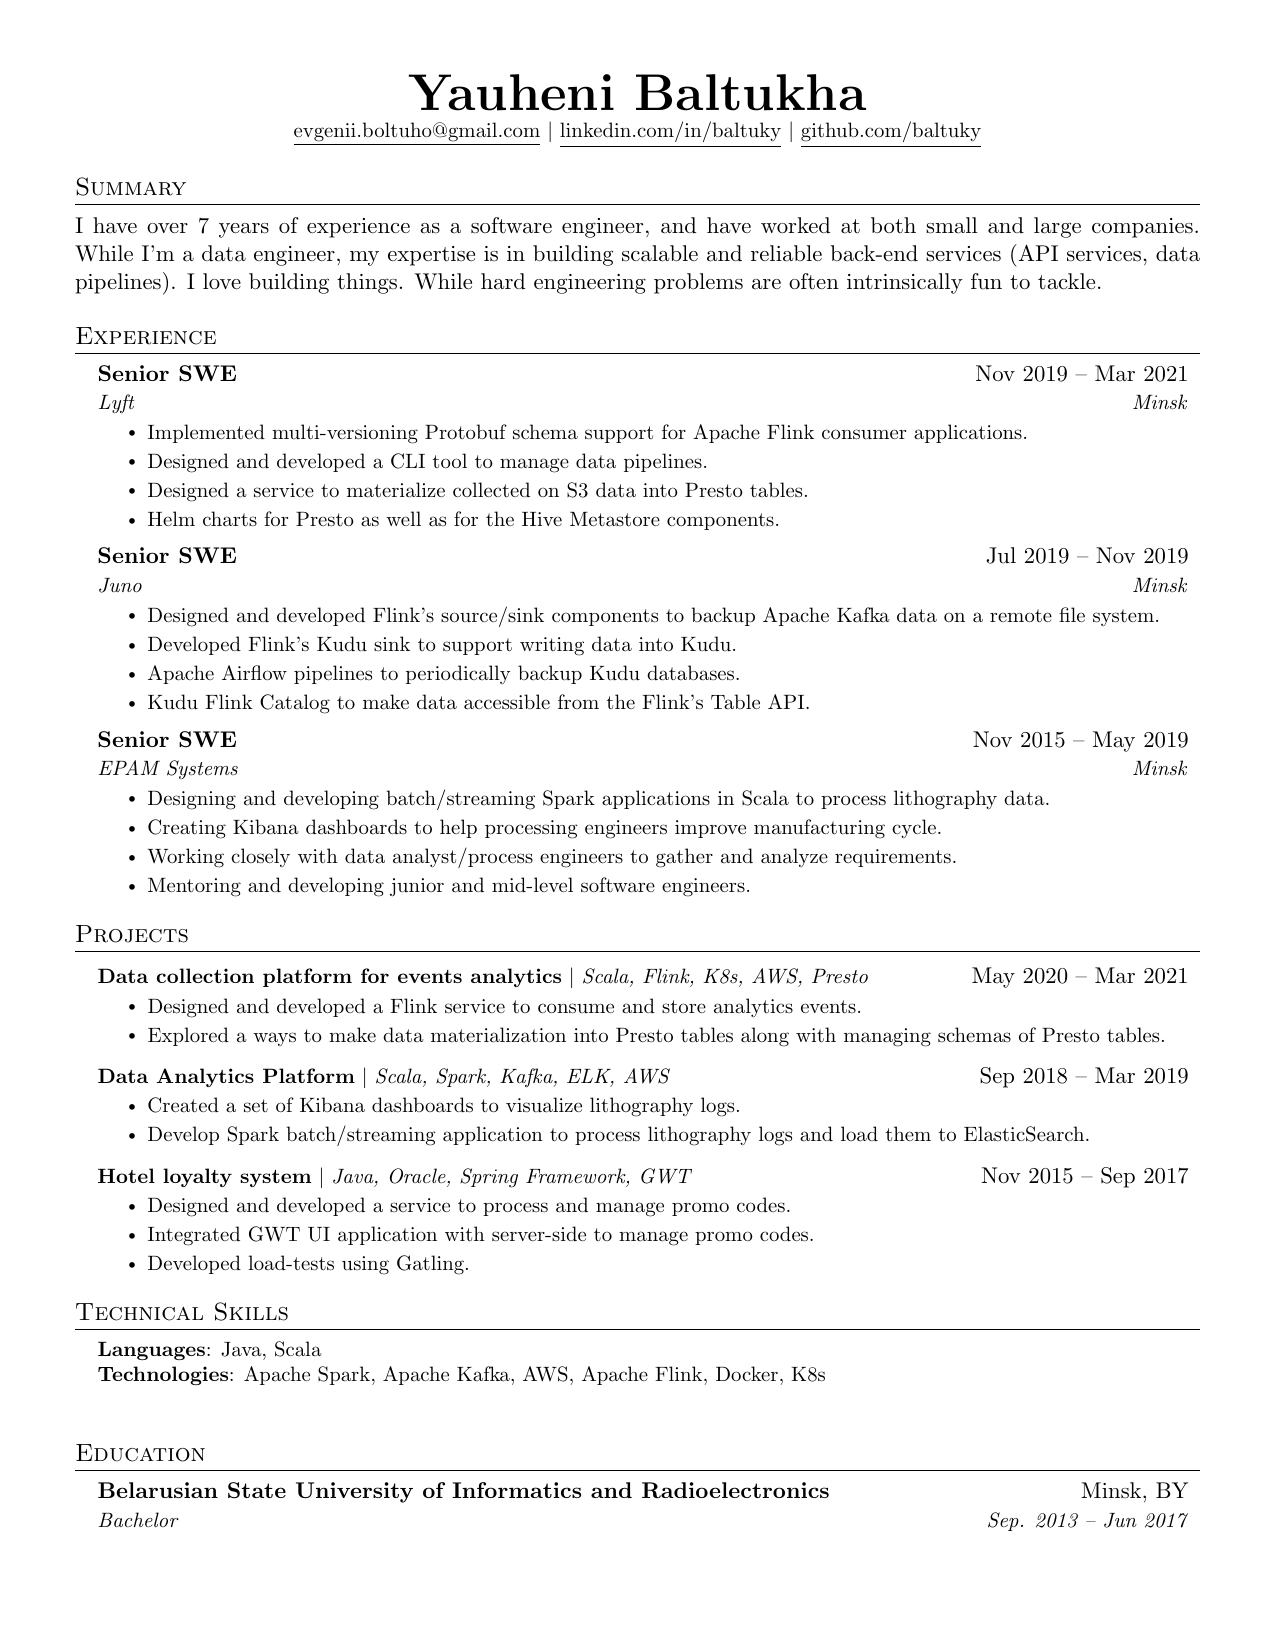 Yauheni Baltukha
evgenii.boltuho@gmail.com | linkedin.com/in/baltuky | github.com/baltuky
Summary
I have over 7 years of experience as a software engineer, and have worked at both small and large companies.
While I'm a data engineer, my expertise is in building scalable and reliable back-end services (API services, data
pipelines). I love building things. While hard engineering problems are often intrinsically fun to tackle.
Experience
Senior SWE Nov 2019 – Mar 2021
Lyft Minsk
• Implemented multi-versioning Protobuf schema support for Apache Flink consumer applications.
• Designed and developed a CLI tool to manage data pipelines.
• Designed a service to materialize collected on S3 data into Presto tables.
• Helm charts for Presto as well as for the Hive Metastore components.
Senior SWE Jul 2019 – Nov 2019
Juno Minsk
• Designed and developed Flink's source/sink components to backup Apache Kafka data on a remote file system.
• Developed Flink's Kudu sink to support writing data into Kudu.
• Apache Airflow pipelines to periodically backup Kudu databases.
• Kudu Flink Catalog to make data accessible from the Flink's Table API.
Senior SWE Nov 2015 – May 2019
EPAM Systems Minsk
• Designing and developing batch/streaming Spark applications in Scala to process lithography data.
• Creating Kibana dashboards to help processing engineers improve manufacturing cycle.
• Working closely with data analyst/process engineers to gather and analyze requirements.
• Mentoring and developing junior and mid-level software engineers.
Projects
Data collection platform for events analytics | Scala, Flink, K8s, AWS, Presto May 2020 – Mar 2021
• Designed and developed a Flink service to consume and store analytics events.
• Explored a ways to make data materialization into Presto tables along with managing schemas of Presto tables.
Data Analytics Platform | Scala, Spark, Kafka, ELK, AWS Sep 2018 – Mar 2019
• Created a set of Kibana dashboards to visualize lithography logs.
• Develop Spark batch/streaming application to process lithography logs and load them to ElasticSearch.
Hotel loyalty system | Java, Oracle, Spring Framework, GWT Nov 2015 – Sep 2017
• Designed and developed a service to process and manage promo codes.
• Integrated GWT UI application with server-side to manage promo codes.
• Developed load-tests using Gatling.
Technical Skills
Languages: Java, Scala
Technologies: Apache Spark, Apache Kafka, AWS, Apache Flink, Docker, K8s
Education
Belarusian State University of Informatics and Radioelectronics Minsk, BY
Bachelor Sep. 2013 – Jun 2017